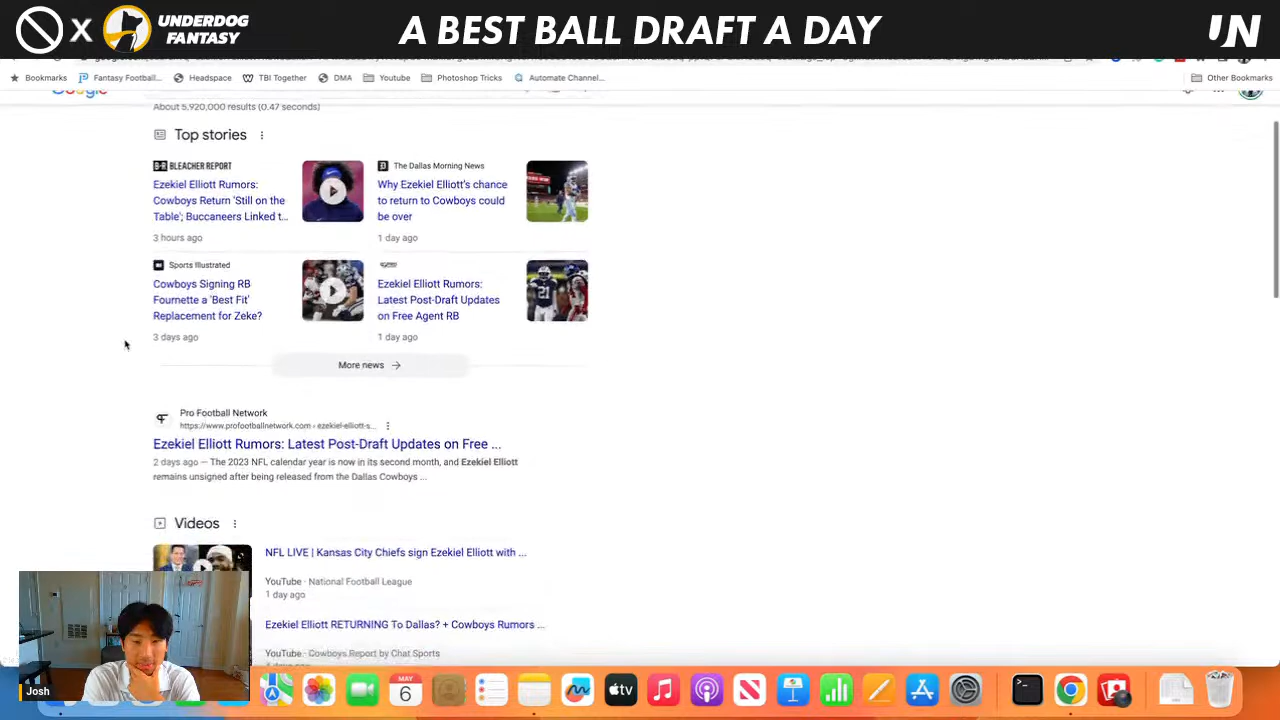 X UNDERDOG FANTASY
A BEST BALL DRAFT A DAY
UN
Bookmarks
Fantasy Football...
Headspace
TBI Together
DMA
Youtube
Photoshop Tricks
Automate Channel...
Other Bookmarks
About 5,920,000 results (0.47 seconds)
Top stories
BLEACHER REPORT
Ezekiel Elliott Rumors:
Cowboys Return 'Still on the
Table'; Buccaneers Linked t...
3 hours ago
The Dallas Morning News
Why Ezekiel Elliott's chance
to return to Cowboys could
be over
1 day ago
Sports Illustrated
Cowboys Signing RB
Fournette a 'Best Fit'
Replacement for Zeke?
3 days ago
Ezekiel Elliott Rumors:
Latest Post-Draft Updates
on Free Agent RB
1 day ago
More news
Pro Football Network
https://www.profootballnetwork.com › ezekiel-elliott-s...
Ezekiel Elliott Rumors: Latest Post-Draft Updates on Free ...
2 days ago — The 2023 NFL calendar year is now in its second month, and Ezekiel Elliott
remains unsigned after being released from the Dallas Cowboys ...
Videos
NFL LIVE | Kansas City Chiefs sign Ezekiel Elliott with ...
YouTube · National Football League
1 day ago
Ezekiel Elliott RETURNING To Dallas? + Cowboys Rumors ...
YouTube · Cowboys Report by Chat Sports
Josh
MAY
6
tv